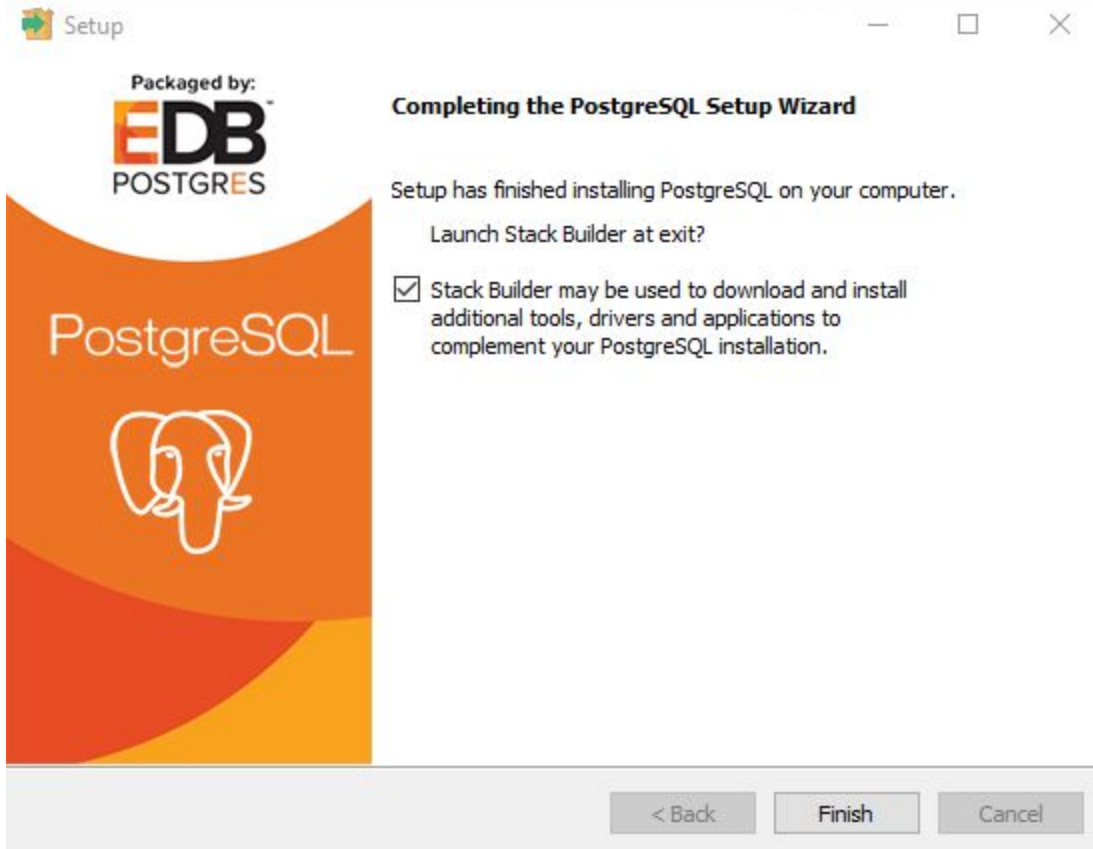 Setup
Packaged by:
EDB™
POSTGRES
PostgreSQL
Completing the PostgreSQL Setup Wizard
Setup has finished installing PostgreSQL on your computer.
Launch Stack Builder at exit?
Stack Builder may be used to download and install
additional tools, drivers and applications to
complement your PostgreSQL installation.
< Back
Finish
Cancel